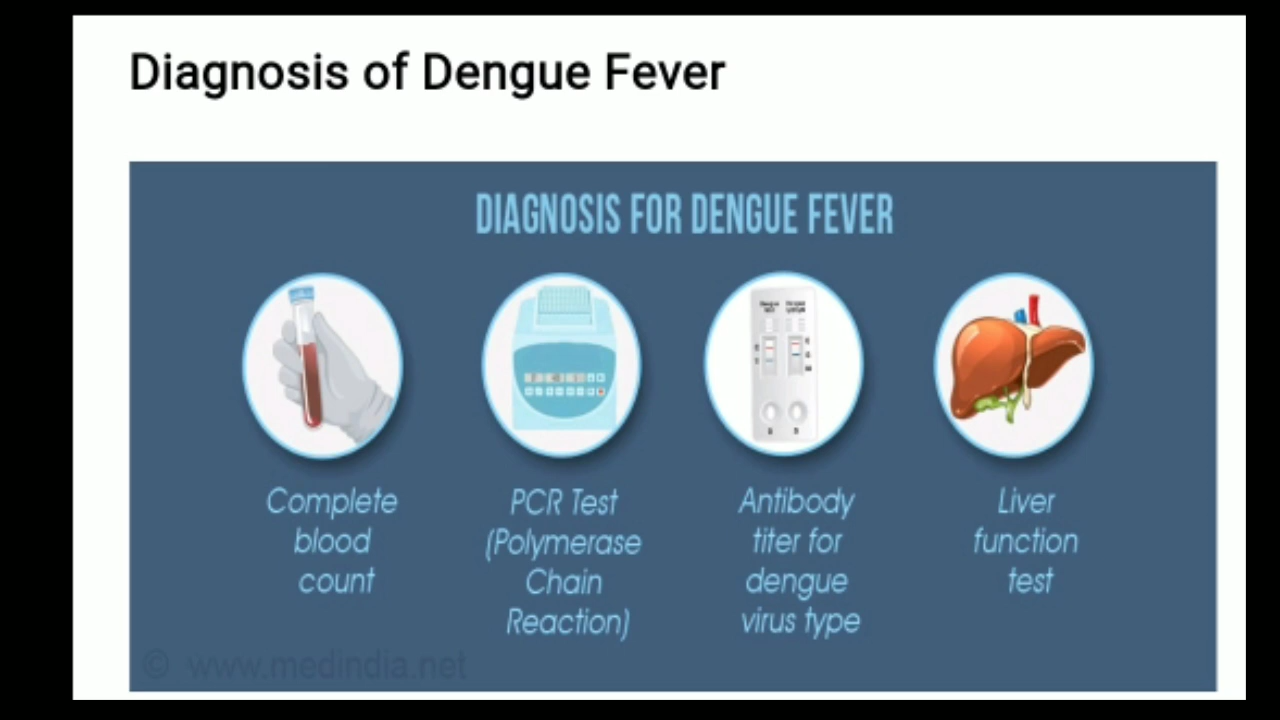 Diagnosis of Dengue Fever
DIAGNOSIS FOR DENGUE FEVER
Complete
blood
count
PCR Test
(Polymerase
Chain
Reaction)
Antibody
titer for
dengue
virus type
Liver
function
test
© www.medindia.net